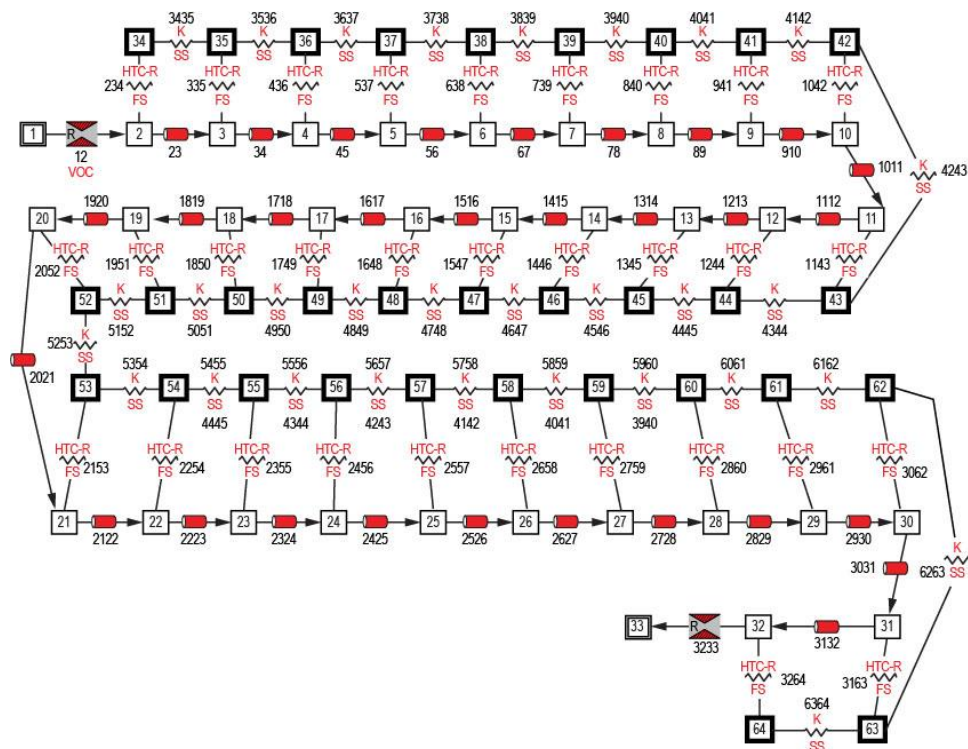 3435 3536 3637 3738 3839 3940 4041 4142
K K K K K K K K
34 35 36 37 38 39 40 41 42
SS SS SS SS SS SS SS SS
HTC-R HTC-R HTC-R HTC-R HTC-R HTC-R HTC-R HTC-R HTC-R
234 335 436 537 638 739 840 941 1042
FS FS FS FS FS FS FS FS FS
1 R 2 3 4 5 6 7 8 9 10
12 23 34 45 56 67 78 89 910
VOC
1011
K
4243
SS
1920 1819 1718 1617 1516 1415 1314 1213 1112
20 19 18 17 16 15 14 13 12 11
HTC-R HTC-R HTC-R HTC-R HTC-R HTC-R HTC-R HTC-R HTC-R HTC-R
2052 1951 1850 1749 1648 1547 1446 1345 1244 1143
FS FS FS FS FS FS FS FS FS FS
52 51 50 49 48 47 46 45 44 43
K K K K K K K K K
SS SS SS SS SS SS SS SS SS
5152 5051 4950 4849 4748 4647 4546 4445 4344
K
5253
SS
2021
5354 5455 5556 5657 5758 5859 5960 6061 6162
K K K K K K K K K
53 54 55 56 57 58 59 60 61 62
SS SS SS SS SS SS SS SS SS
4445 4344 4243 4142 4041 3940
HTC-R HTC-R HTC-R HTC-R HTC-R HTC-R HTC-R HTC-R HTC-R HTC-R
2153 2254 2355 2456 2557 2658 2759 2860 2961 3062
FS FS FS FS FS FS FS FS FS FS
21 22 23 24 25 26 27 28 29 30
2122 2223 2324 2425 2526 2627 2728 2829 2930
K
3031 6263
SS
33 R 32 31
3233 3132
HTC-R HTC-R
3264 3163
FS FS
6364
K
64 63
SS